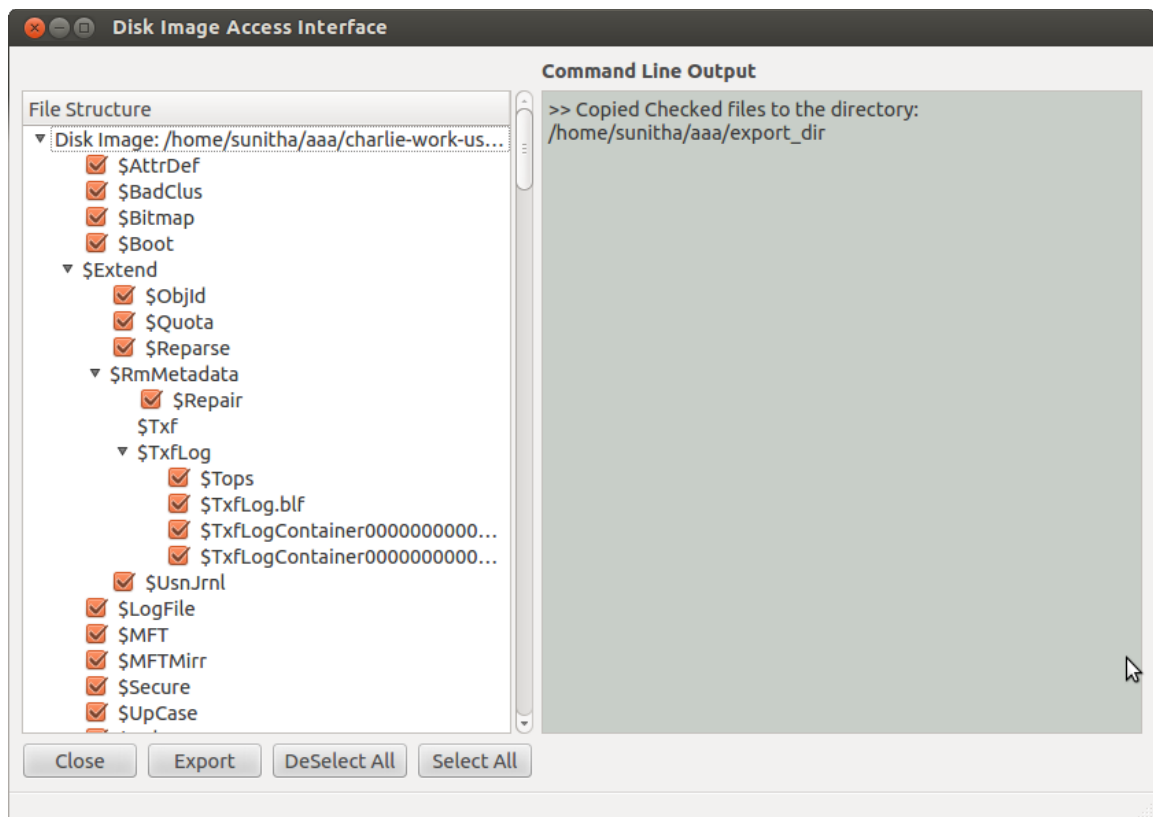 Disk Image Access Interface
Command Line Output
File Structure
Disk Image: /home/sunitha/aaa/charlie-work-us...
$AttrDef
$BadClus
$Bitmap
$Boot
$Extend
$ObjId
$Quota
$Reparse
$RmMetadata
$Repair
$Txf
$TxfLog
$Tops
$TxfLog.blf
$TxfLogContainer0000000000...
$TxfLogContainer0000000000...
$UsnJrnl
$LogFile
$MFT
$MFTMirr
$Secure
$UpCase
>> Copied Checked files to the directory:
/home/sunitha/aaa/export_dir
Close
Export
DeSelect All
Select All